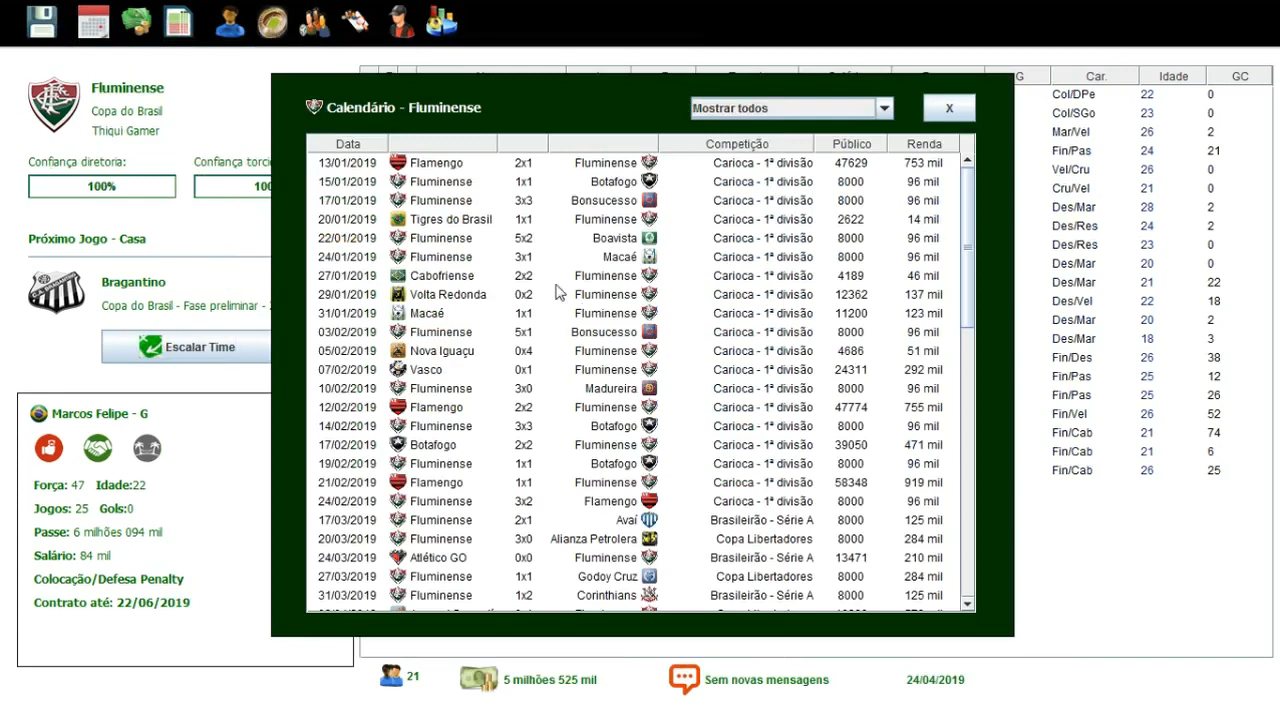 Fluminense
Copa do Brasil
Thiqui Gamer
Confiança diretoria:
100%
Próximo Jogo - Casa
Bragantino
Copa do Brasil - Fase preliminar -
Escalar Time
Marcos Felipe - G
Força: 47 Idade:22
Jogos: 25 Gols:0
Passe: 6 milhões 094 mil
Salário: 84 mil
Colocação/Defesa Penalty
Contrato até: 22/06/2019
Calendário - Fluminense
Mostrar todos
X
Data Competição Público Renda
13/01/2019 Flamengo 2x1 Fluminense Carioca - 1ª divisão 47629 753 mil
15/01/2019 Fluminense 1x1 Botafogo Carioca - 1ª divisão 8000 96 mil
17/01/2019 Fluminense 3x3 Bonsucesso Carioca - 1ª divisão 8000 96 mil
20/01/2019 Tigres do Brasil 1x1 Fluminense Carioca - 1ª divisão 2622 14 mil
22/01/2019 Fluminense 5x2 Boavista Carioca - 1ª divisão 8000 96 mil
24/01/2019 Fluminense 3x1 Macaé Carioca - 1ª divisão 8000 96 mil
27/01/2019 Cabofriense 2x2 Fluminense Carioca - 1ª divisão 4189 46 mil
29/01/2019 Volta Redonda 0x2 Fluminense Carioca - 1ª divisão 12362 137 mil
31/01/2019 Macaé 1x1 Fluminense Carioca - 1ª divisão 11200 123 mil
03/02/2019 Fluminense 5x1 Bonsucesso Carioca - 1ª divisão 8000 96 mil
05/02/2019 Nova Iguaçu 0x4 Fluminense Carioca - 1ª divisão 4686 51 mil
07/02/2019 Vasco 0x1 Fluminense Carioca - 1ª divisão 24311 292 mil
10/02/2019 Fluminense 3x0 Madureira Carioca - 1ª divisão 8000 96 mil
12/02/2019 Flamengo 2x2 Fluminense Carioca - 1ª divisão 47774 755 mil
14/02/2019 Fluminense 3x3 Botafogo Carioca - 1ª divisão 8000 96 mil
17/02/2019 Botafogo 2x2 Fluminense Carioca - 1ª divisão 39050 471 mil
19/02/2019 Fluminense 1x1 Botafogo Carioca - 1ª divisão 8000 96 mil
21/02/2019 Flamengo 1x1 Fluminense Carioca - 1ª divisão 58348 919 mil
24/02/2019 Fluminense 3x2 Flamengo Carioca - 1ª divisão 8000 96 mil
17/03/2019 Fluminense 2x1 Avaí Brasileirão - Série A 8000 125 mil
20/03/2019 Fluminense 3x0 Alianza Petrolera Copa Libertadores 8000 284 mil
24/03/2019 Atlético GO 0x0 Fluminense Brasileirão - Série A 13471 210 mil
27/03/2019 Fluminense 1x1 Godoy Cruz Copa Libertadores 8000 284 mil
31/03/2019 Fluminense 1x2 Corinthians Brasileirão - Série A 8000 125 mil
G Car. Idade GC
Col/DPe 22 0
Col/SGo 23 0
Mar/Vel 26 2
Fin/Pas 24 21
Vel/Cru 26 0
Cru/Vel 21 0
Des/Mar 28 2
Des/Res 24 2
Des/Res 23 0
Des/Mar 20 0
Des/Mar 21 22
Des/Vel 22 18
Des/Mar 20 2
Des/Mar 18 3
Fin/Des 26 38
Fin/Pas 25 12
Fin/Pas 25 26
Fin/Vel 26 52
Fin/Cab 21 74
Fin/Cab 21 6
Fin/Cab 26 25
21
5 milhões 525 mil
Sem novas mensagens
24/04/2019